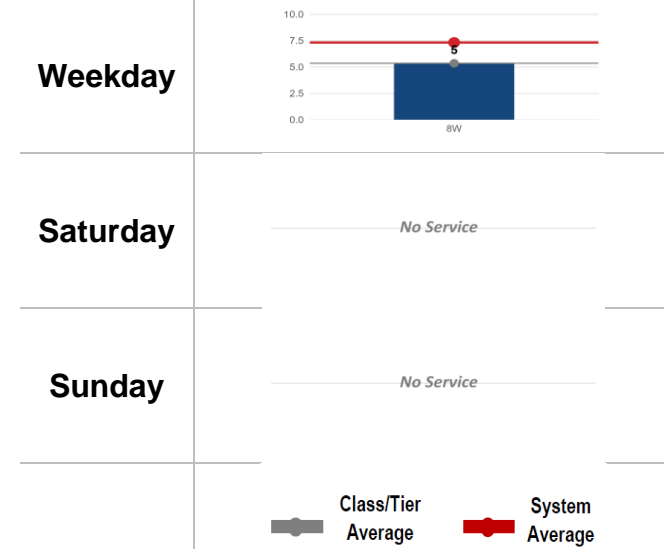 Weekday
10.0
7.5
5
5.0
2.5
0.0
8W
Saturday
No Service
Sunday
No Service
Class/Tier
Average
System
Average